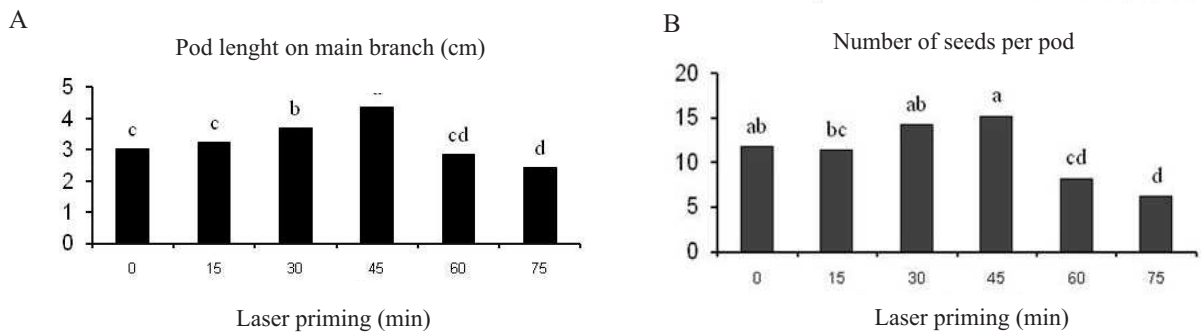 A
Pod lenght on main branch (cm)
5
4
3
2
1
0
c
c
b
cd
d
0 15 30 45 60 75
Laser priming (min)
B
Number of seeds per pod
20
15
10
5
0
ab
bc
ab
a
cd
d
0 15 30 45 60 75
Laser priming (min)